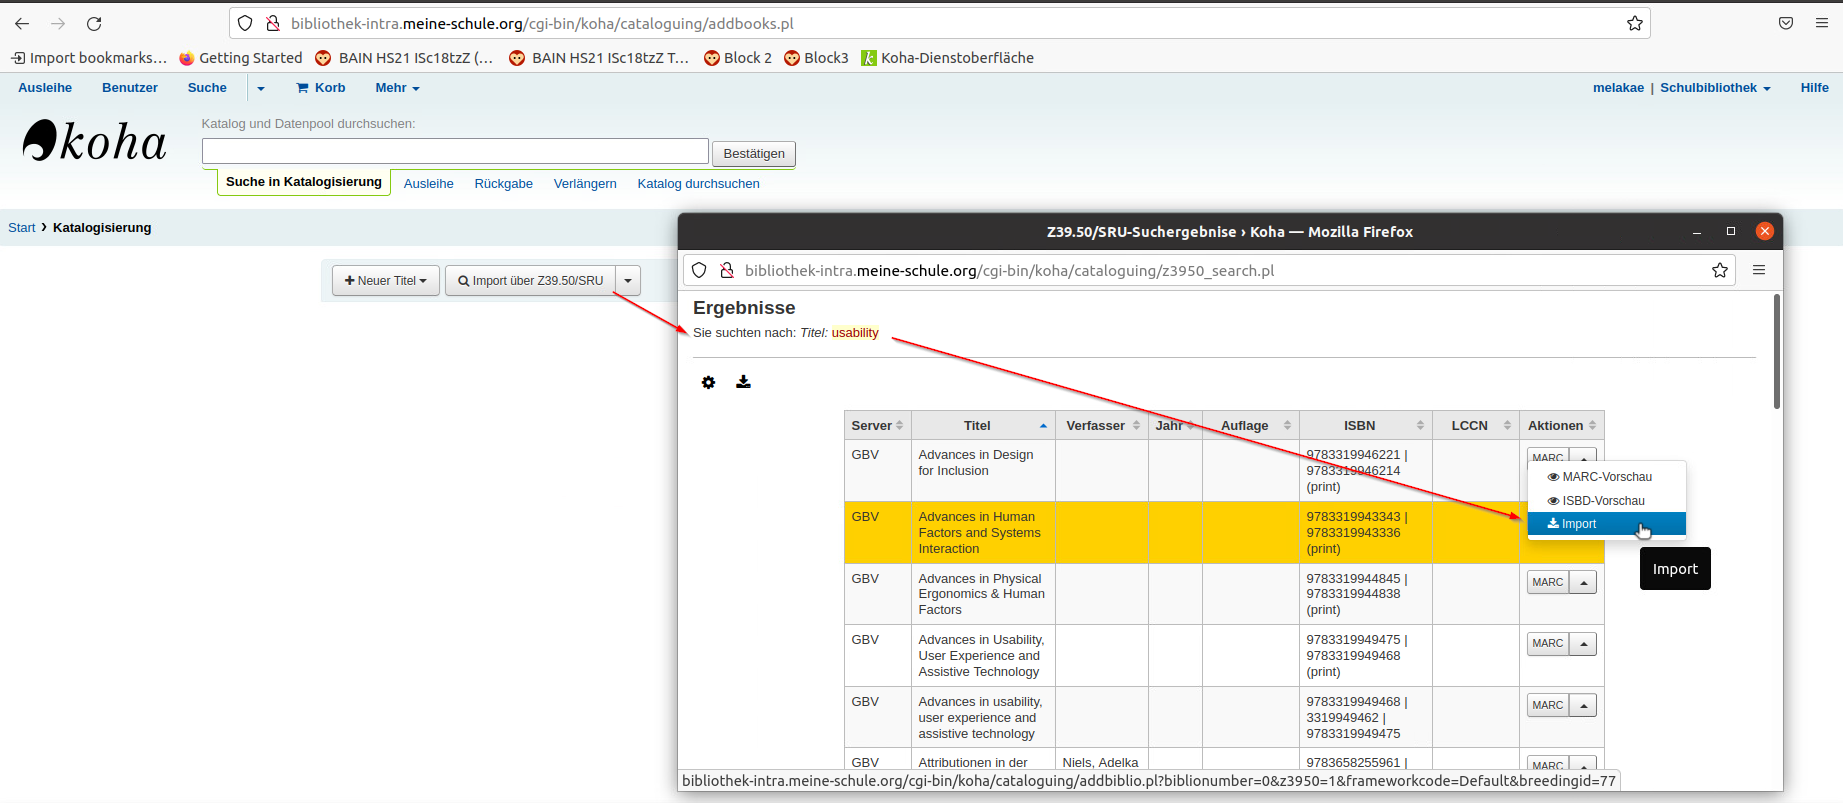 bibliothek-intra.meine-schule.org/cgi-bin/koha/cataloguing/addbooks.pl
Import bookmarks… Getting Started BAIN HS21 ISc18tzZ (… BAIN HS21 ISc18tzZ T… Block 2 Block3 Koha-Dienstoberfläche
Ausleihe Benutzer Suche Korb Mehr melakae | Schulbibliothek Hilfe
Katalog und Datenpool durchsuchen:
koha
Bestätigen
Suche in Katalogisierung Ausleihe Rückgabe Verlängern Katalog durchsuchen
Start › Katalogisierung
Neuer Titel Import über Z39.50/SRU
Z39.50/SRU-Suchergebnise › Koha — Mozilla Firefox
bibliothek-intra.meine-schule.org/cgi-bin/koha/cataloguing/z3950_search.pl
Ergebnisse
Sie suchten nach: Titel: usability
Server Titel Verfasser Jahr Auflage ISBN LCCN Aktionen
GBV Advances in Design 9783319946221 | MARC
for Inclusion 9783319946214
(print)
MARC-Vorschau
ISBD-Vorschau
Import
GBV Advances in Human 9783319943343 |
Factors and Systems 9783319943336
Interaction (print)
Import
GBV Advances in Physical 9783319944845 | MARC
Ergonomics & Human 9783319944838
Factors (print)
GBV Advances in Usability, 9783319949475 | MARC
User Experience and 9783319949468
Assistive Technology (print)
GBV Advances in usability, 9783319949468 | MARC
user experience and 3319949462 |
assistive technology 9783319949475
GBV Attributionen in der Niels, Adelka 9783658255961 | MARC
bibliothek-intra.meine-schule.org/cgi-bin/koha/cataloguing/addbiblio.pl?biblionumber=0&z3950=1&frameworkcode=Default&breedingid=77